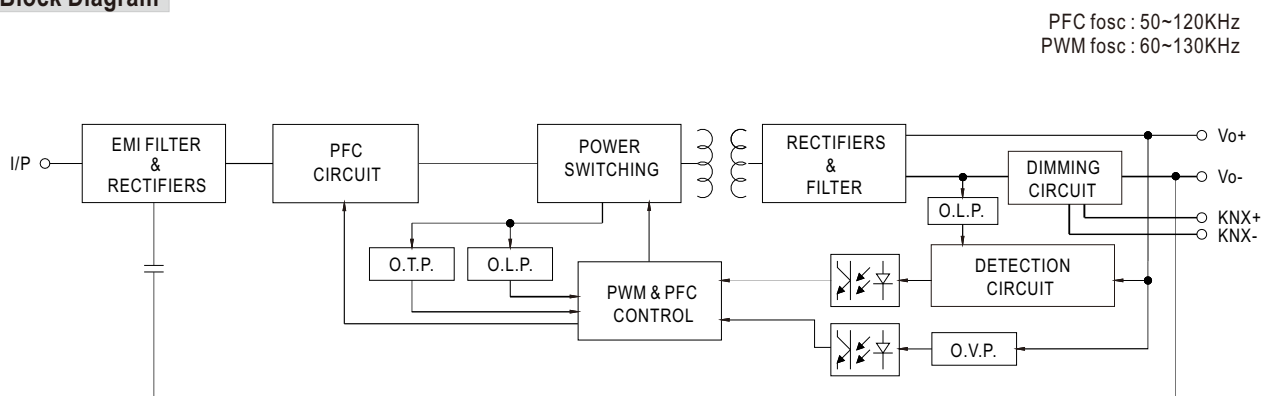 Block Diagram
PFC fosc : 50~120KHz
PWM fosc : 60~130KHz
I/P
EMI FILTER
&
RECTIFIERS
PFC
CIRCUIT
POWER
SWITCHING
RECTIFIERS
&
FILTER
DIMMING
CIRCUIT
Vo+
Vo-
KNX+
KNX-
O.L.P.
O.T.P.
O.L.P.
PWM & PFC
CONTROL
DETECTION
CIRCUIT
O.V.P.